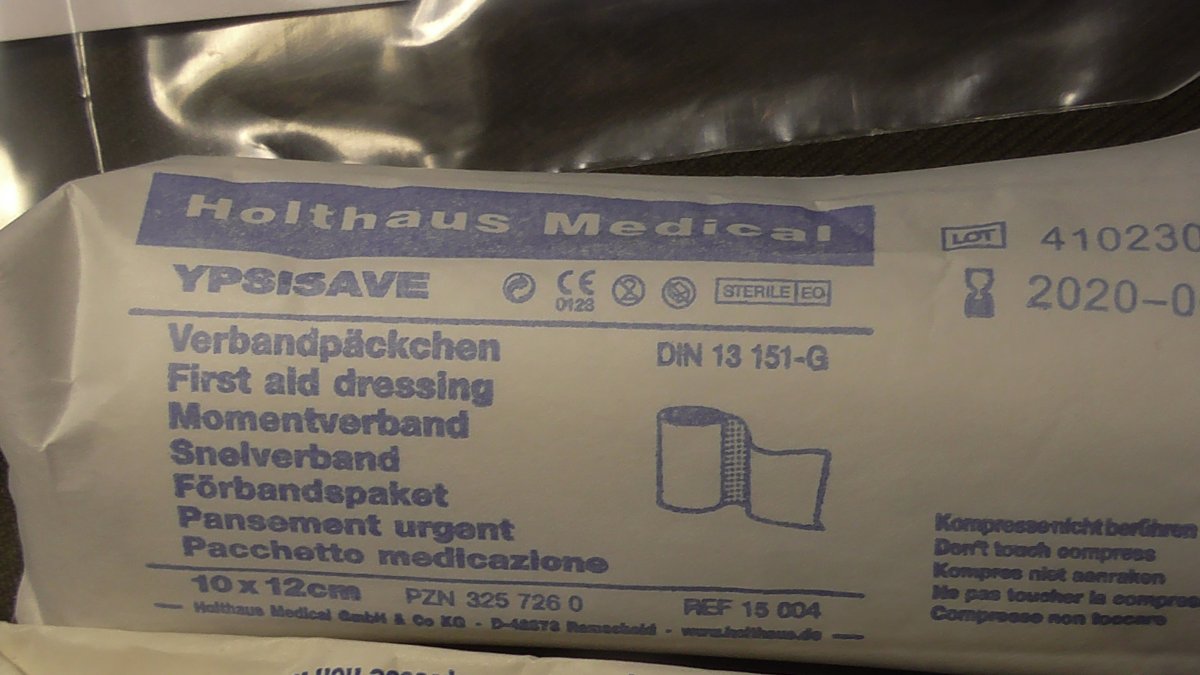 Holthaus Medical
YPSISAVE
CE
0123
STERILE EO
Verbandpäckchen
First aid dressing
Momentverband
Snelverband
Förbandspaket
Pansement urgent
Pacchetto medicazione
DIN 13 151-G
10 x 12cm PZN 325 726 0 REF 15 004
Holthaus Medical GmbH & Co KG - D-42873 Remscheid - www.holthaus.de
LOT 410230
2020-0
Kompresse nicht berühren
Don't touch compress
Kompres niet aanraken
Ne pas toucher la compres
Compresse non toccare